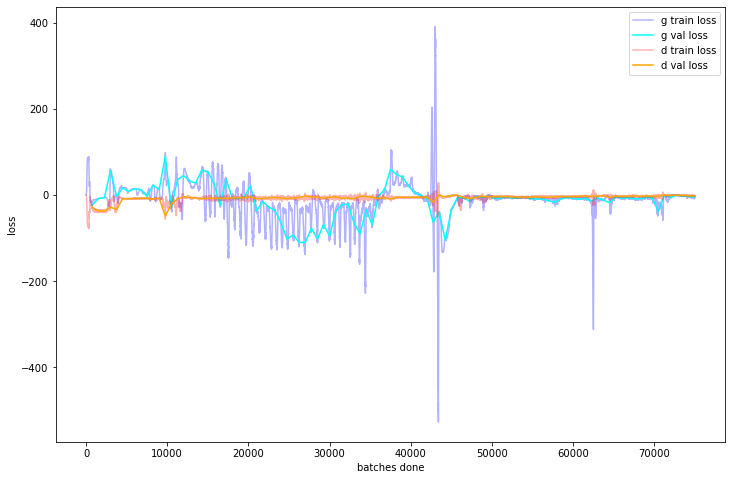 g train loss
g val loss
d train loss
d val loss
400
200
0
−200
−400
loss
0
10000
20000
30000
40000
50000
60000
70000
batches done